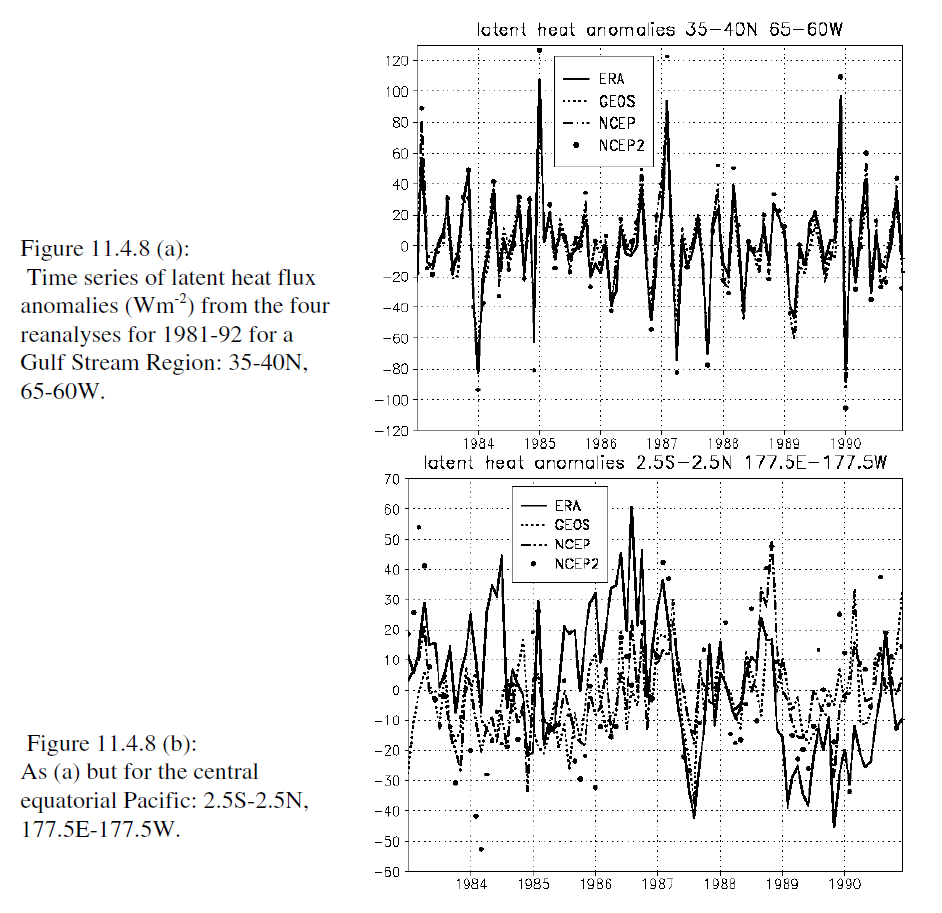 latent heat anomalies 35-40N 65-60W
120
100
80
60
40
20
0
-20
-40
-60
-80
-100
-120
ERA
GEOS
NCEP
NCEP2
1984 1985 1986 1987 1988 1989 1990
Figure 11.4.8 (a):
Time series of latent heat flux
anomalies (Wm-2) from the four
reanalyses for 1981-92 for a
Gulf Stream Region: 35-40N,
65-60W.
latent heat anomalies 2.5S-2.5N 177.5E-177.5W
70
60
50
40
30
20
10
0
-10
-20
-30
-40
-50
-60
ERA
GEOS
NCEP
NCEP2
1984 1985 1986 1987 1988 1989 1990
Figure 11.4.8 (b):
As (a) but for the central
equatorial Pacific: 2.5S-2.5N,
177.5E-177.5W.